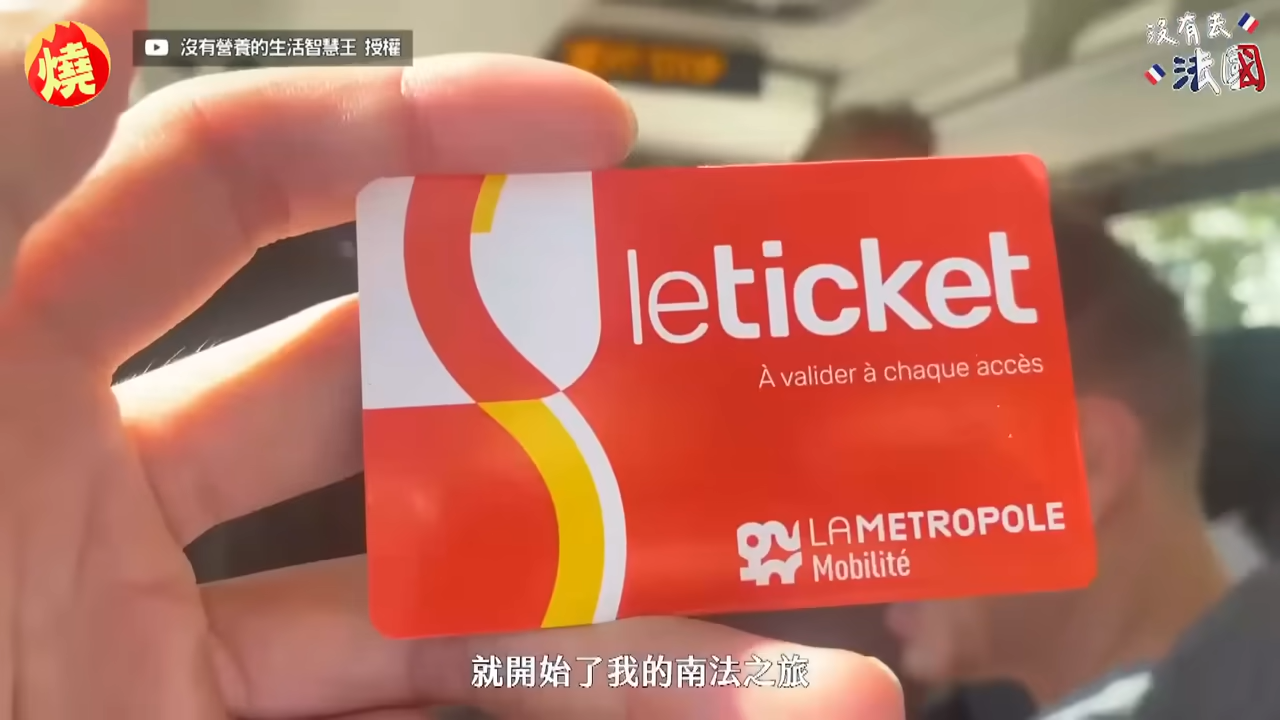 燒
沒有營養的生活智慧王 授權
沒有去
法國
leticket
À valider à chaque accès
LAMETROPOLE
Mobilité
就開始了我的南法之旅